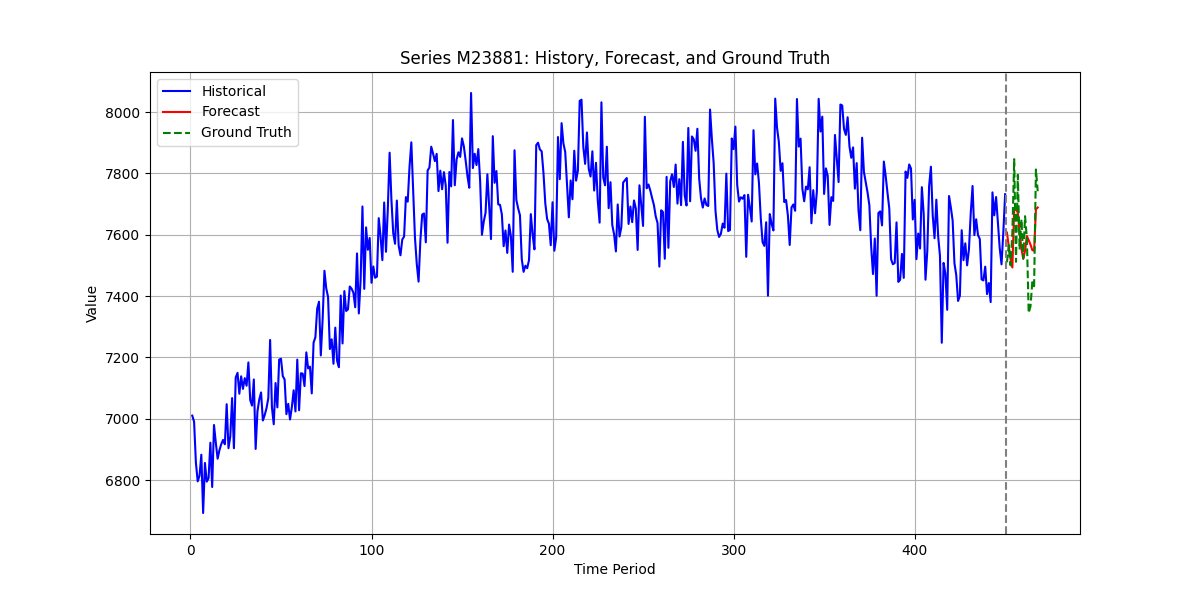 Series M23881: History, Forecast, and Ground Truth
Historical
Forecast
Ground Truth
8000
7800
7600
7400
7200
7000
6800
Value
0
100
200
300
400
Time Period